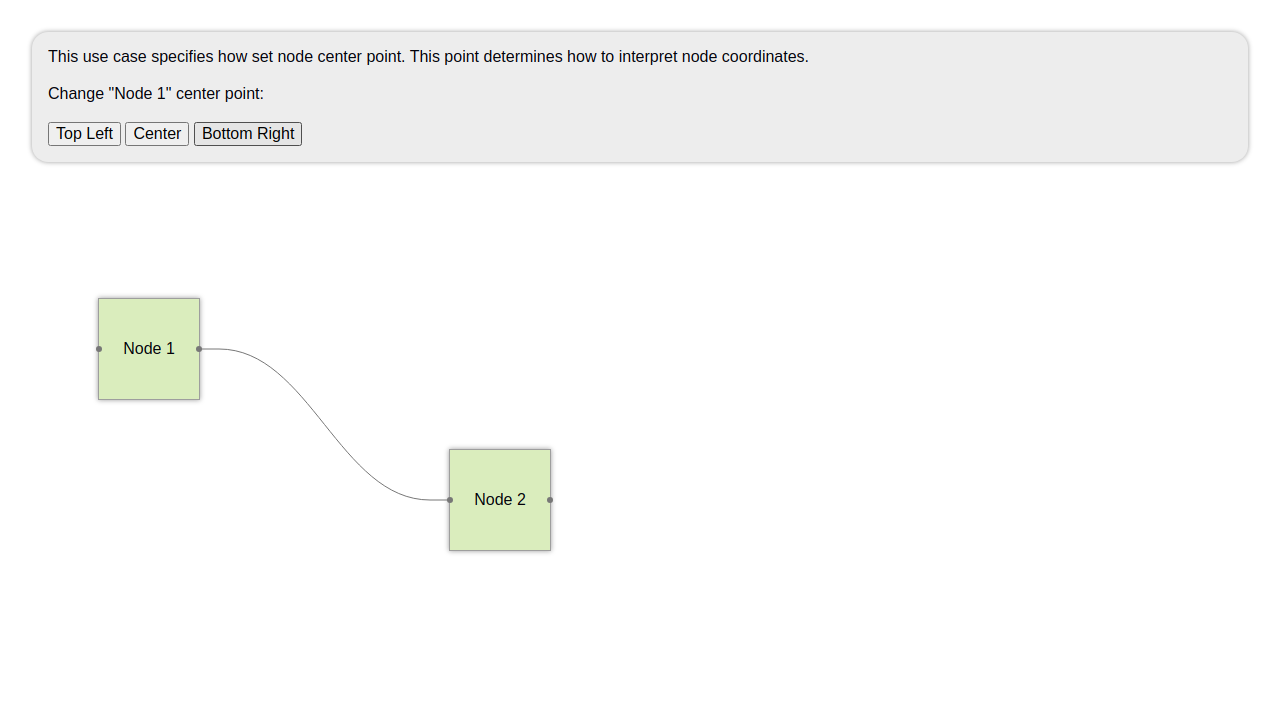 This use case specifies how set node center point. This point determines how to interpret node coordinates.
Change "Node 1" center point:
Top Left Center Bottom Right
Node 1
Node 2